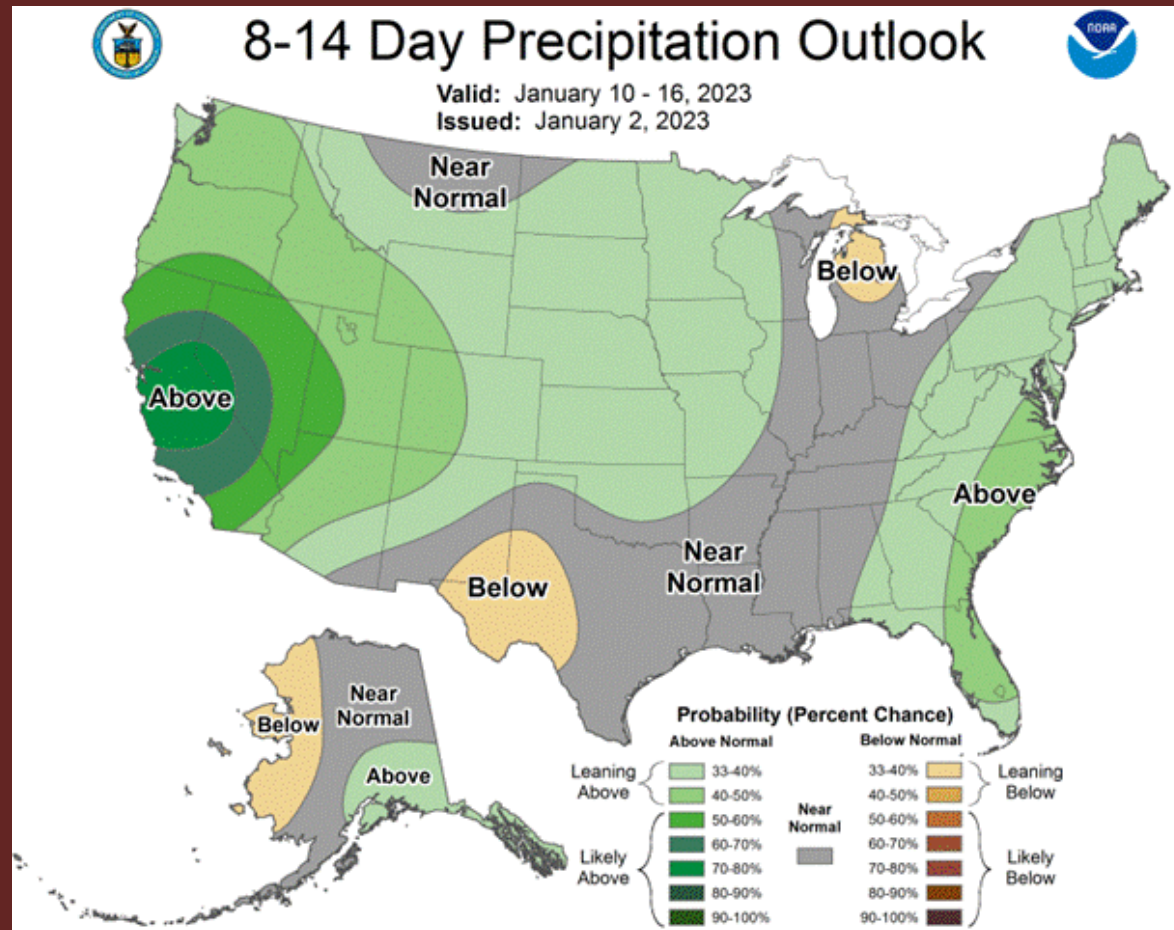 8-14 Day Precipitation Outlook
NOAA
Valid: January 10 - 16, 2023
Issued: January 2, 2023
Near
Normal
Below
Above
Above
Near
Normal
Below
Near
Normal
Below
Above
Probability (Percent Chance)
Above Normal Below Normal
Leaning
Above
33-40%
40-50%
Likely
Above
50-60%
60-70%
70-80%
80-90%
90-100%
Near
Normal
33-40%
40-50%
Leaning
Below
50-60%
60-70%
70-80%
80-90%
90-100%
Likely
Below